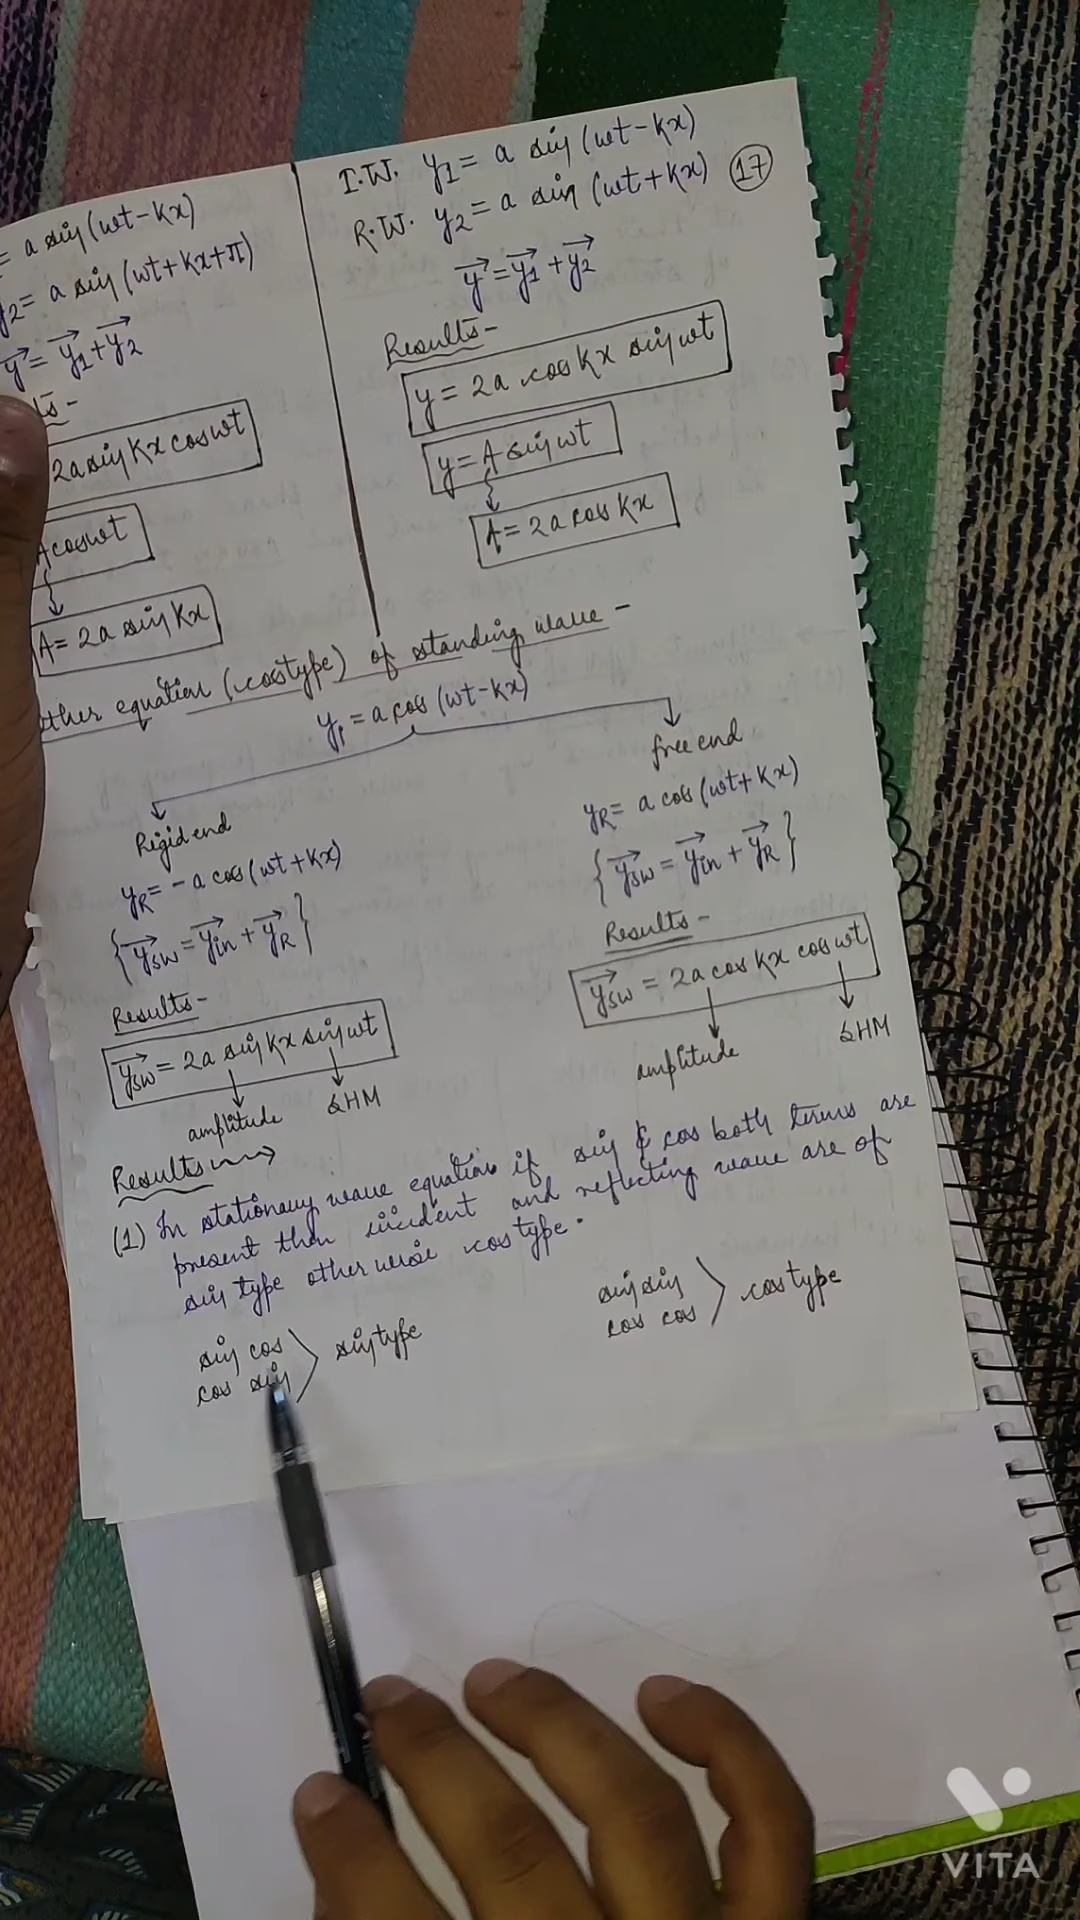 = a sin (wt - kx)
y2 = a sin (wt + kx + π)
y = y1 + y2
ts -
2a sin kx cos wt
A cos wt
A = 2a sin kx
I.W. y1 = a sin (wt - kx)
R.W. y2 = a sin (wt + kx) 17
y = y1 + y2
Results -
y = 2a cos kx sin wt
y = A sin wt
A = 2a cos kx
other equation (cos type) of standing wave -
y1 = a cos (wt - kx)
Rigid end
yR = - a cos (wt + kx)
{ ysw = yin + yR }
Results -
ysw = 2a sin kx sin wt
amplitude SHM
free end
yR = a cos (wt + kx)
{ ysw = yin + yR }
Results -
ysw = 2a cos kx cos wt
amplitude SHM
Results
(1) In stationary wave equation if sin & cos both terms are
present then incident and reflecting wave are of
sin type other wise cos type.
sin cos
cos sin
sin type
sin sin
cos cos
cos type
VITA